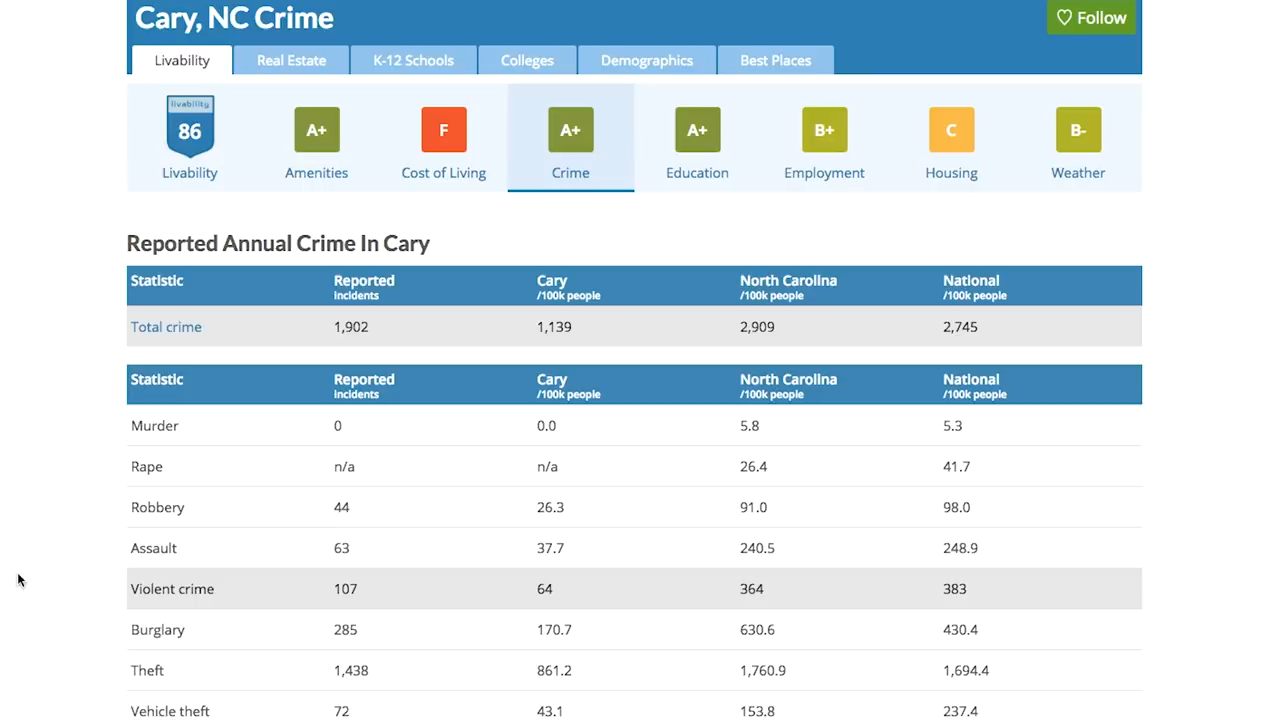 Cary, NC Crime
Follow
Livability Real Estate K-12 Schools Colleges Demographics Best Places
livability
86 A+ F A+ A+ B+ C B-
Livability Amenities Cost of Living Crime Education Employment Housing Weather
Reported Annual Crime In Cary
Statistic Reported Cary North Carolina National
incidents /100k people /100k people /100k people
Total crime 1,902 1,139 2,909 2,745
Statistic Reported Cary North Carolina National
incidents /100k people /100k people /100k people
Murder 0 0.0 5.8 5.3
Rape n/a n/a 26.4 41.7
Robbery 44 26.3 91.0 98.0
Assault 63 37.7 240.5 248.9
Violent crime 107 64 364 383
Burglary 285 170.7 630.6 430.4
Theft 1,438 861.2 1,760.9 1,694.4
Vehicle theft 72 43.1 153.8 237.4